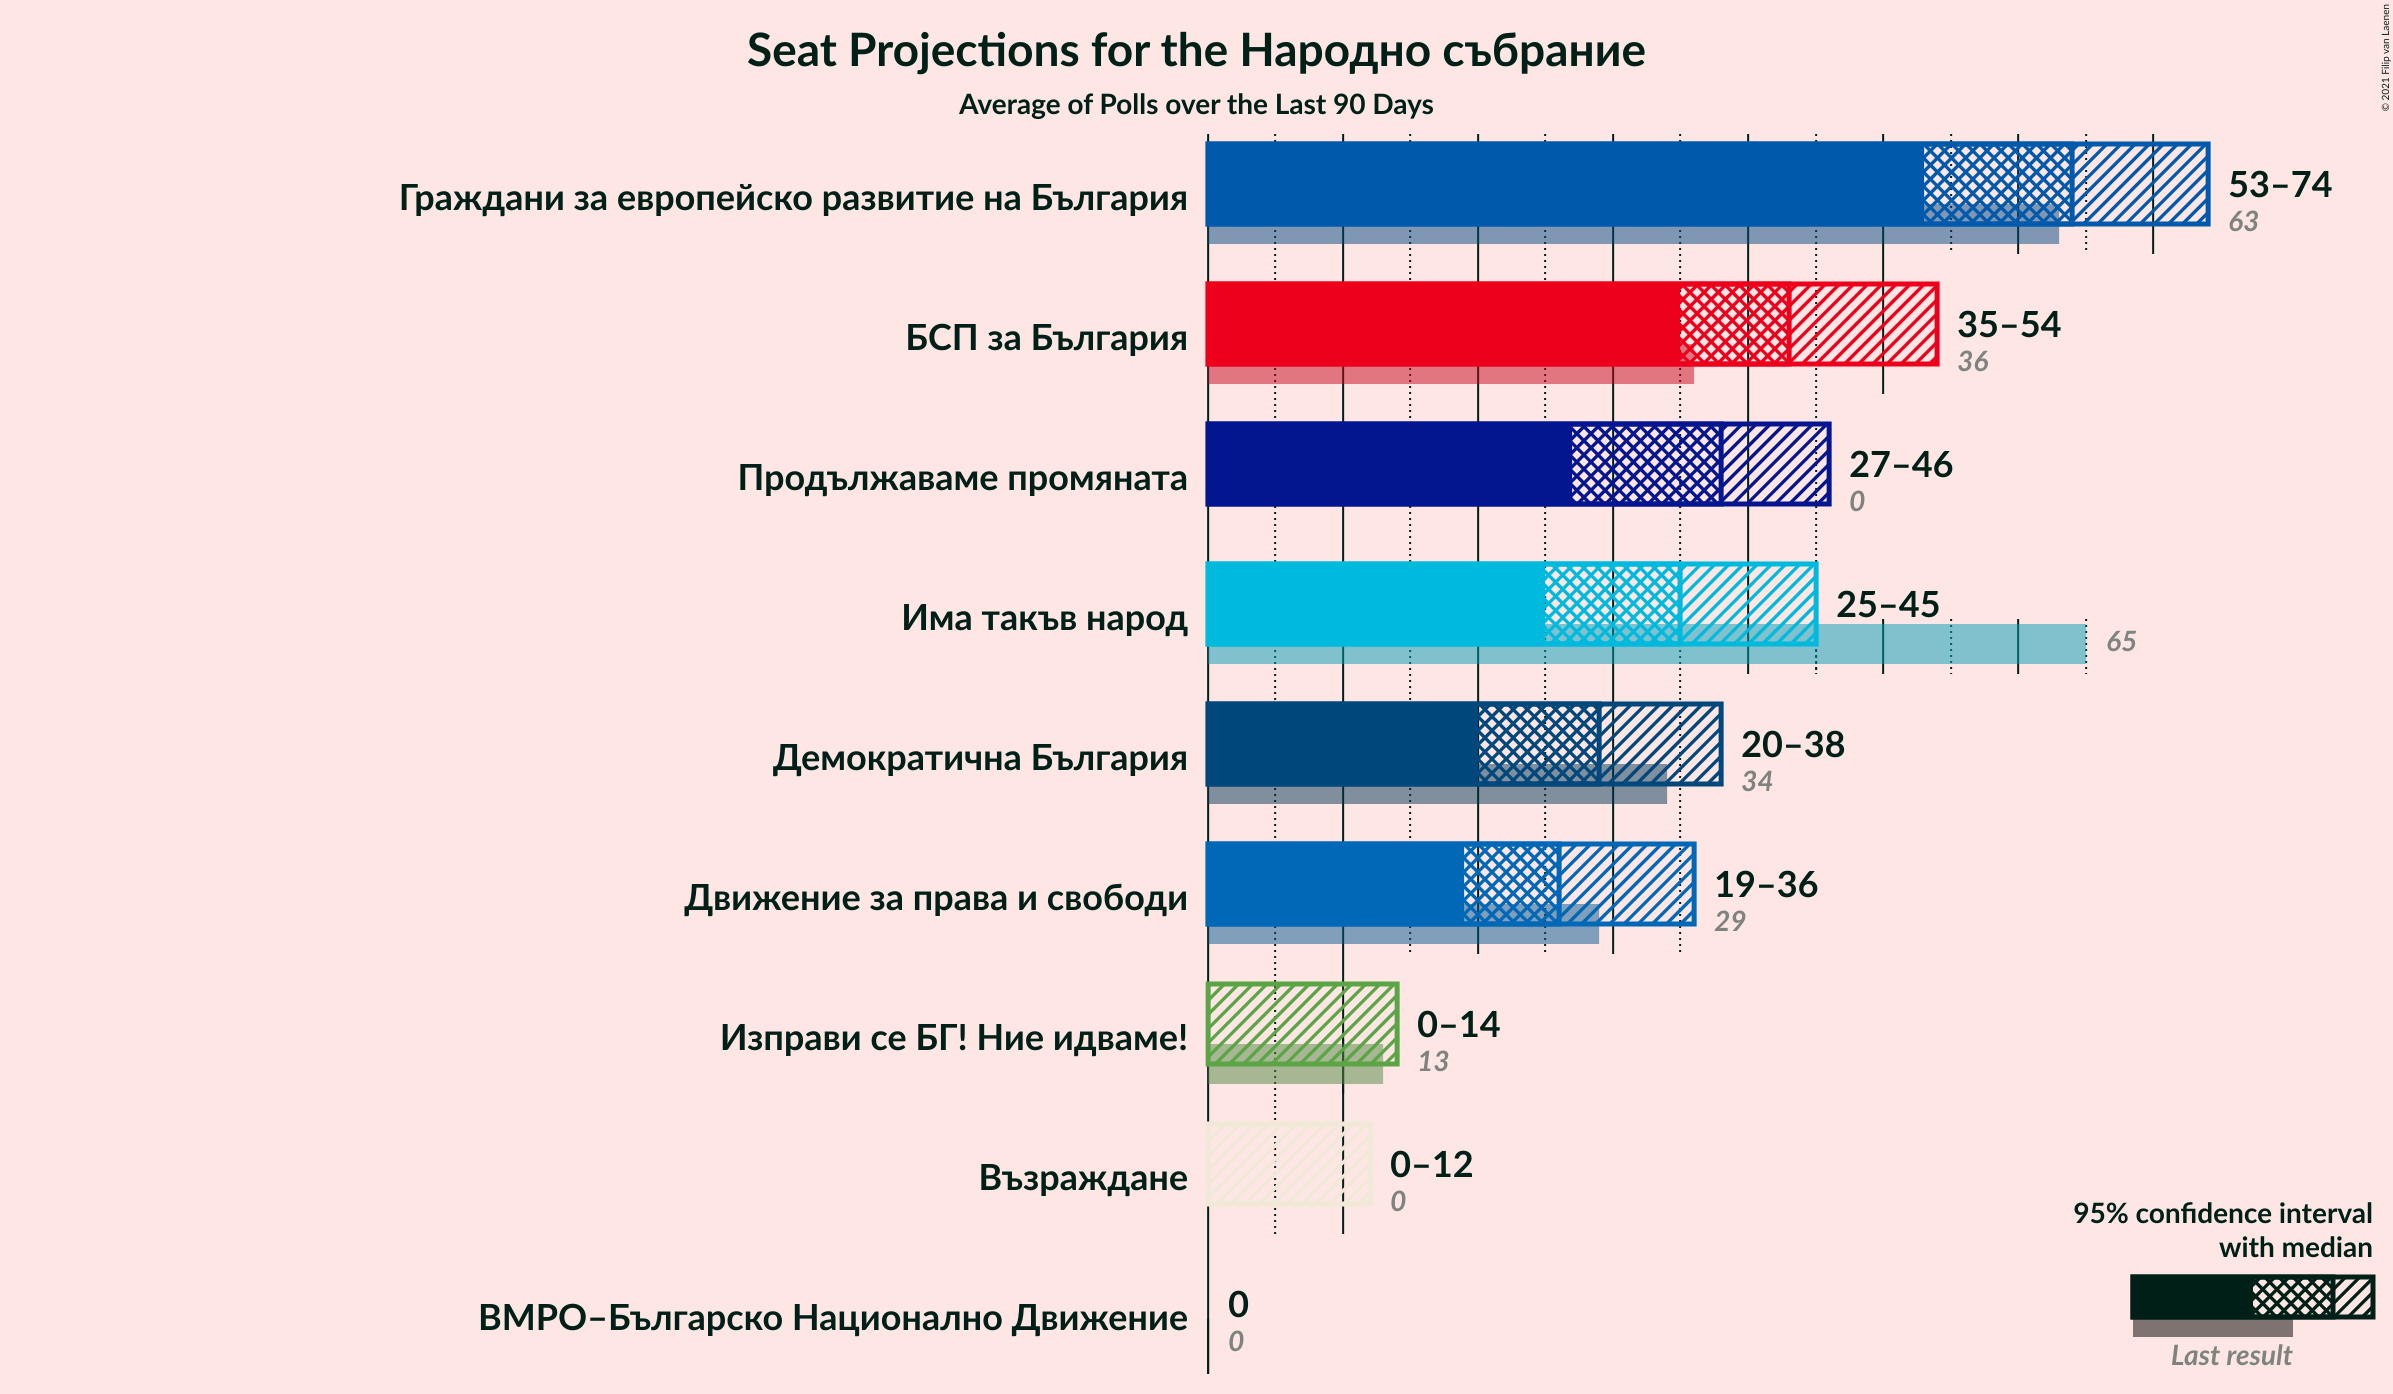 Seat Projections for the Народно събрание
Average of Polls over the Last 90 Days
© 2021 Filip van Laenen
Граждани за европейско развитие на България
53–74
63
БСП за България
35–54
36
Продължаваме промяната
27–46
0
Има такъв народ
25–45
65
Демократична България
20–38
34
Движение за права и свободи
19–36
29
Изправи се БГ! Ние идваме!
0–14
13
Възраждане
0–12
0
ВМРО–Българско Национално Движение
0
0
95% confidence interval
with median
Last result